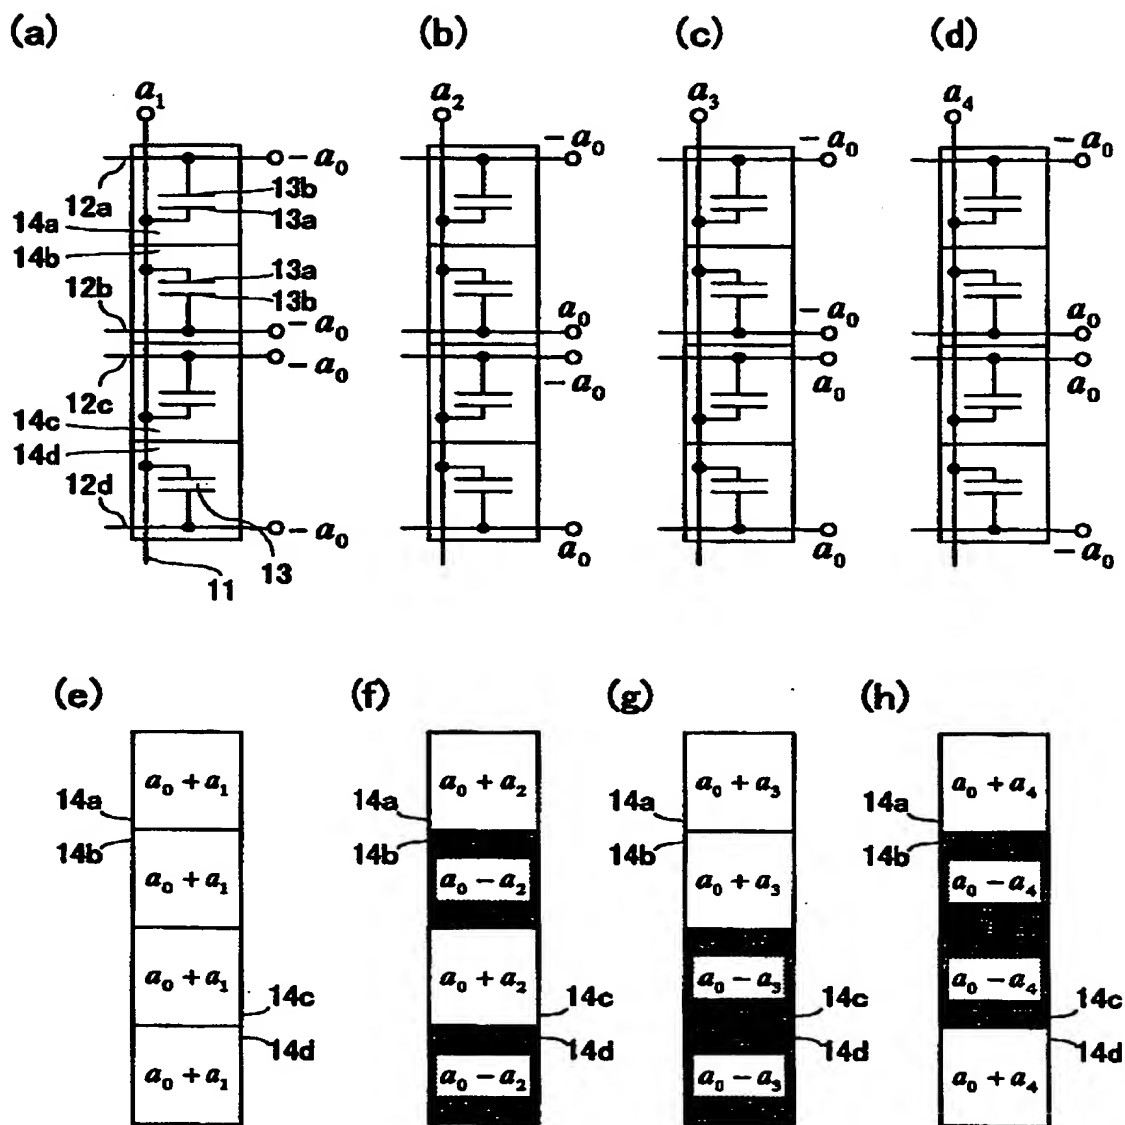 (a) (b) (c) (d)
a₁ a₂ a₃ a₄
−a₀ −a₀ −a₀ −a₀
13b
12a 13a
14a
14b
13a
12b 13b
−a₀ a₀ −a₀ a₀
−a₀ −a₀ a₀ a₀
12c
14c
14d
12d
−a₀ a₀ a₀ −a₀
11 13
(e) (f) (g) (h)
a₀ + a₁ a₀ + a₂ a₀ + a₃ a₀ + a₄
14a 14a 14a 14a
14b 14b 14b 14b
a₀ + a₁ a₀ − a₂ a₀ + a₃ a₀ − a₄
a₀ + a₁ a₀ + a₂ a₀ − a₃ a₀ − a₄
14c 14c 14c 14c
14d 14d 14d 14d
a₀ + a₁ a₀ − a₂ a₀ − a₃ a₀ + a₄